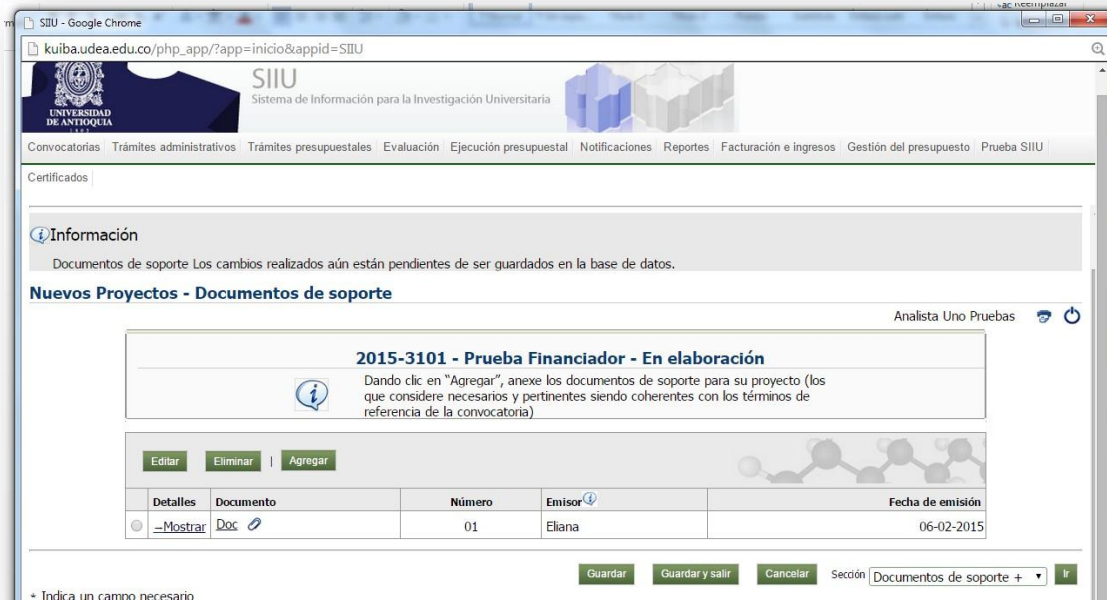 Reemplazar
SIIU - Google Chrome
kuiba.udea.edu.co/php_app/?app=inicio&appid=SIIU
UNIVERSIDAD
DE ANTIOQUIA
1803
SIIU
Sistema de Información para la Investigación Universitaria
Convocatorias Trámites administrativos Trámites presupuestales Evaluación Ejecución presupuestal Notificaciones Reportes Facturación e ingresos Gestión del presupuesto Prueba SIIU
Certificados
Información
Documentos de soporte Los cambios realizados aún están pendientes de ser guardados en la base de datos.
Nuevos Proyectos - Documentos de soporte
Analista Uno Pruebas
2015-3101 - Prueba Financiador - En elaboración
Dando clic en "Agregar", anexe los documentos de soporte para su proyecto (los
que considere necesarios y pertinentes siendo coherentes con los términos de
referencia de la convocatoria)
Editar Eliminar | Agregar
Detalles Documento Número Emisor Fecha de emisión
−Mostrar Doc 01 Eliana 06-02-2015
Guardar Guardar y salir Cancelar Sección Documentos de soporte + Ir
* Indica un campo necesario